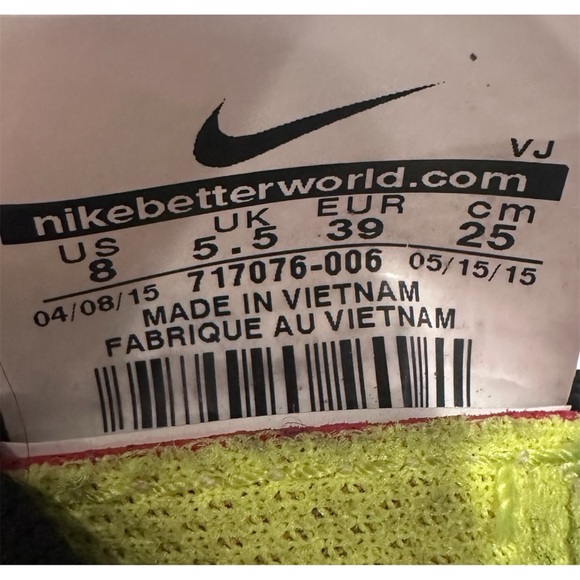 VJ
nikebetterworld.com
US UK EUR cm
8 5.5 39 25
04/08/15 717076-006 05/15/15
MADE IN VIETNAM
FABRIQUE AU VIETNAM